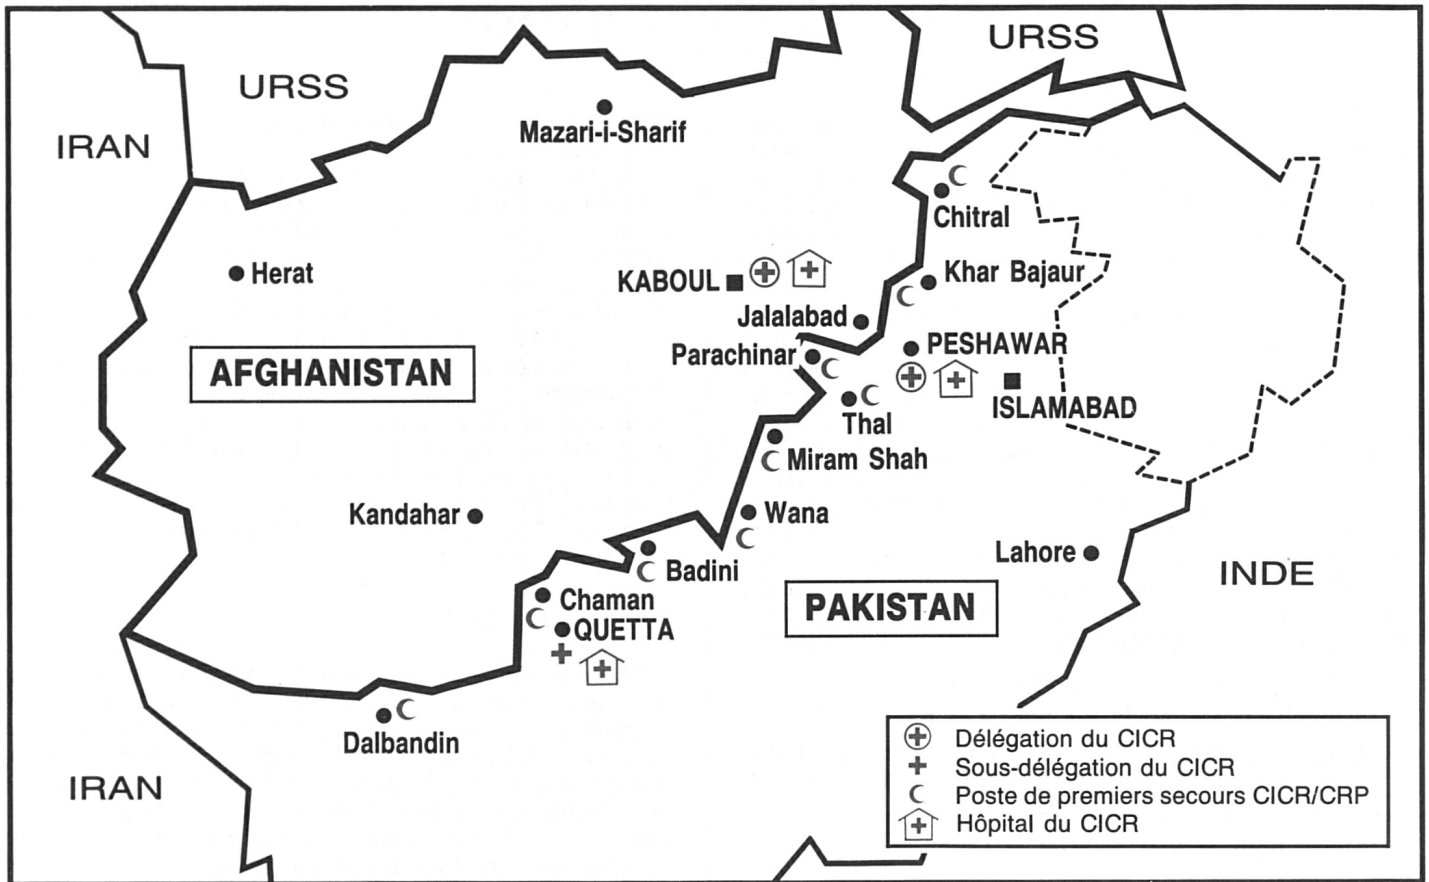 URSS
URSS
IRAN
Mazari-i-Sharif
Chitral
Herat
KABOUL
Khar Bajaur
Jalalabad
Parachinar
PESHAWAR
AFGHANISTAN
ISLAMABAD
Thal
Miram Shah
Kandahar
Wana
Lahore
Badini
INDE
Chaman
PAKISTAN
QUETTA
Dalbandin
IRAN
Délégation du CICR
Sous-délégation du CICR
Poste de premiers secours CICR/CRP
Hôpital du CICR